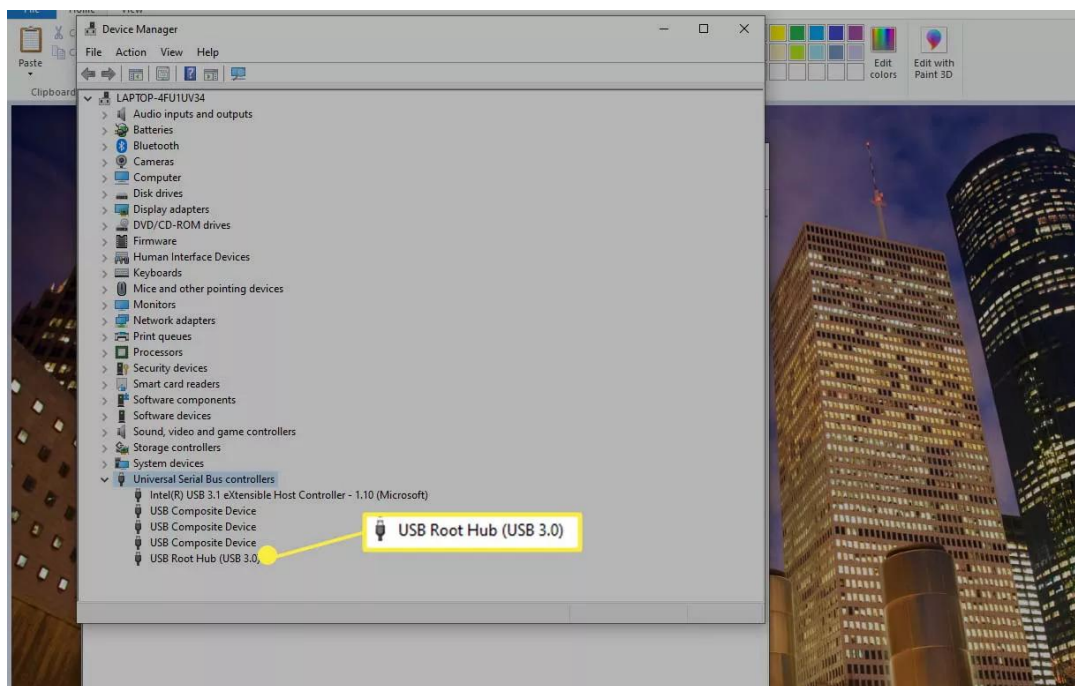 File Home View
Device Manager
File Action View Help
Paste
Clipboard
Edit colors
Edit with Paint 3D
LAPTOP-4FU1UV34
Audio inputs and outputs
Batteries
Bluetooth
Cameras
Computer
Disk drives
Display adapters
DVD/CD-ROM drives
Firmware
Human Interface Devices
Keyboards
Mice and other pointing devices
Monitors
Network adapters
Print queues
Processors
Security devices
Smart card readers
Software components
Software devices
Sound, video and game controllers
Storage controllers
System devices
Universal Serial Bus controllers
Intel(R) USB 3.1 eXtensible Host Controller - 1.10 (Microsoft)
USB Composite Device
USB Composite Device
USB Composite Device
USB Root Hub (USB 3.0)
USB Root Hub (USB 3.0)